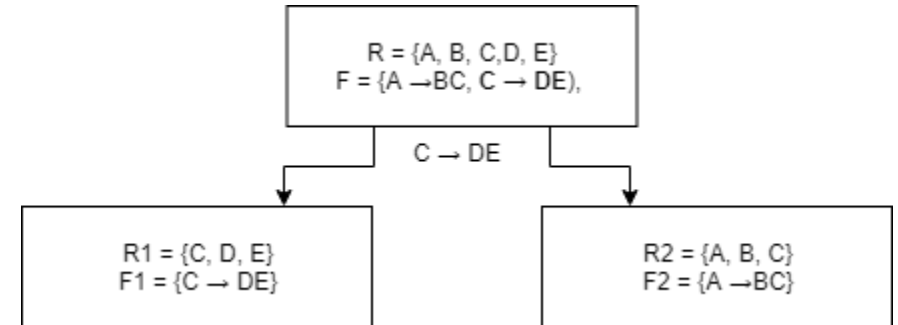 R = {A, B, C,D, E}
F = {A →BC, C → DE),
C → DE
R1 = {C, D, E}
F1 = {C → DE}
R2 = {A, B, C}
F2 = {A →BC}